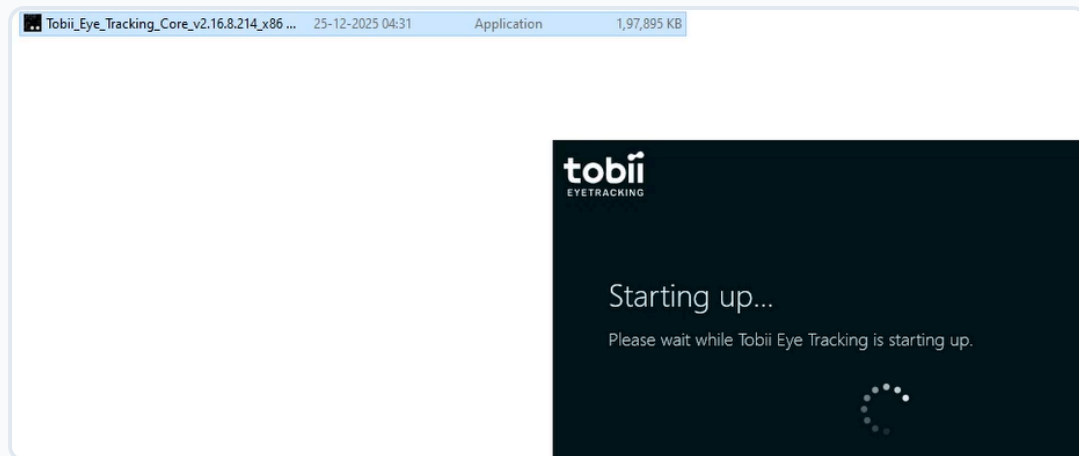 Tobii_Eye_Tracking_Core_v2.16.8.214_x86 ... 25-12-2025 04:31 Application 1,97,895 KB
tobii
EYETRACKING
Starting up...
Please wait while Tobii Eye Tracking is starting up.